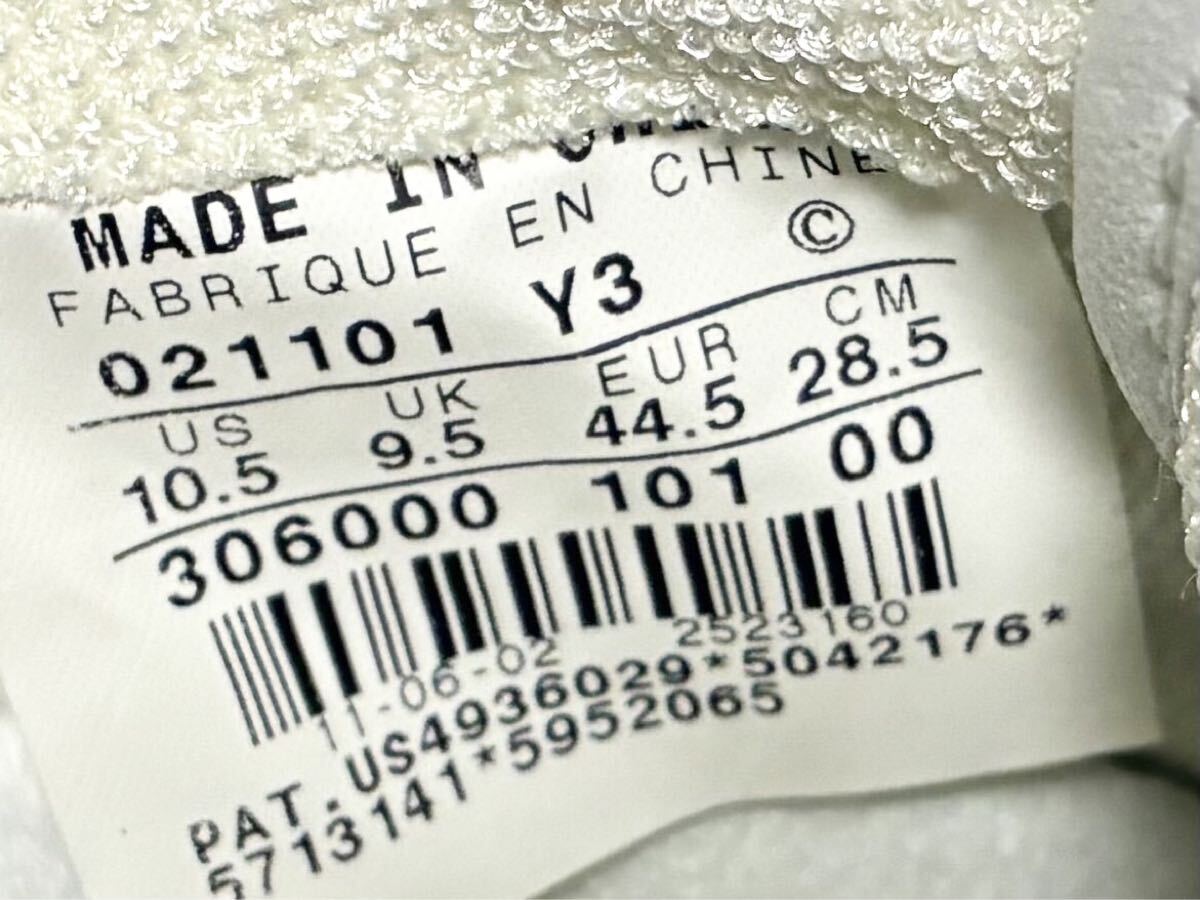 MADE IN
FABRIQUE EN CHINE
©
021101 Y3
US UK EUR CM
10.5 9.5 44.5 28.5
306000 101 00
11-06-02 2523160
PAT.US4936029*5042176*
5713141*5952065